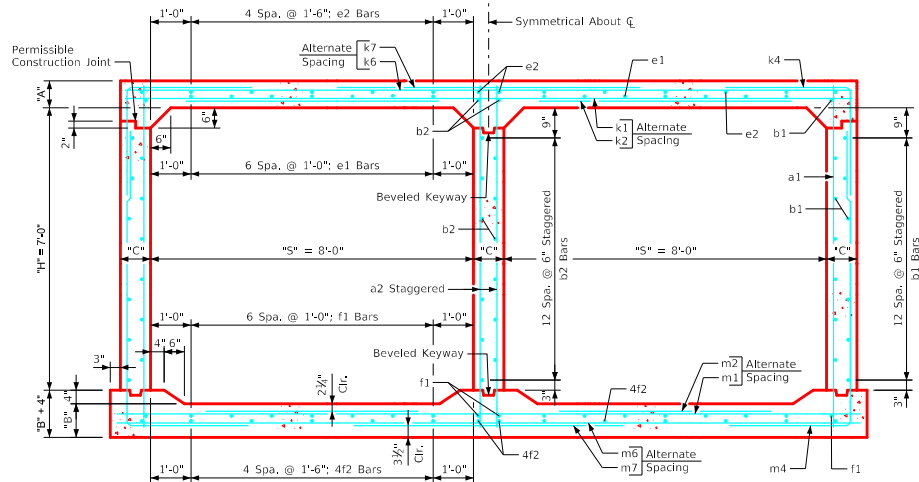 1'-0"
4 Spa. @ 1'-6"; e2 Bars
1'-0"
Symmetrical About ℄
Permissible
Construction Joint
Alternate
Spacing
k7
k6
e2
e1
k4
"A"
2"
6"
6"
b2
k1
k2
Alternate
Spacing
e2
b1
9"
9"
1'-0"
6 Spa. @ 1'-0"; e1 Bars
1'-0"
Beveled Keyway
a1
b1
b2
"H" = 7'-0"
"C"
"S" = 8'-0"
"C"
"S" = 8'-0"
"C"
12 Spa. @ 6" Staggered
b2 Bars
12 Spa. @ 6" Staggered
b1 Bars
a2 Staggered
1'-0"
6 Spa. @ 1'-0"; f1 Bars
1'-0"
Beveled Keyway
3"
4"
6"
2¼"
Clr.
f1
4f2
m2
m1
Alternate
Spacing
3"
3"
"B" + 4"
4"
"B"
3½"
Clr.
4f2
m6
m7
Alternate
Spacing
m4
f1
1'-0"
4 Spa. @ 1'-6"; 4f2 Bars
1'-0"